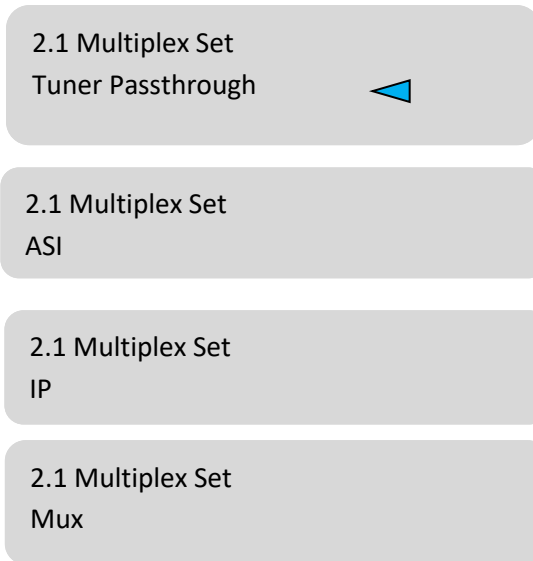 2.1 Multiplex Set
Tuner Passthrough
2.1 Multiplex Set
ASI
2.1 Multiplex Set
IP
2.1 Multiplex Set
Mux